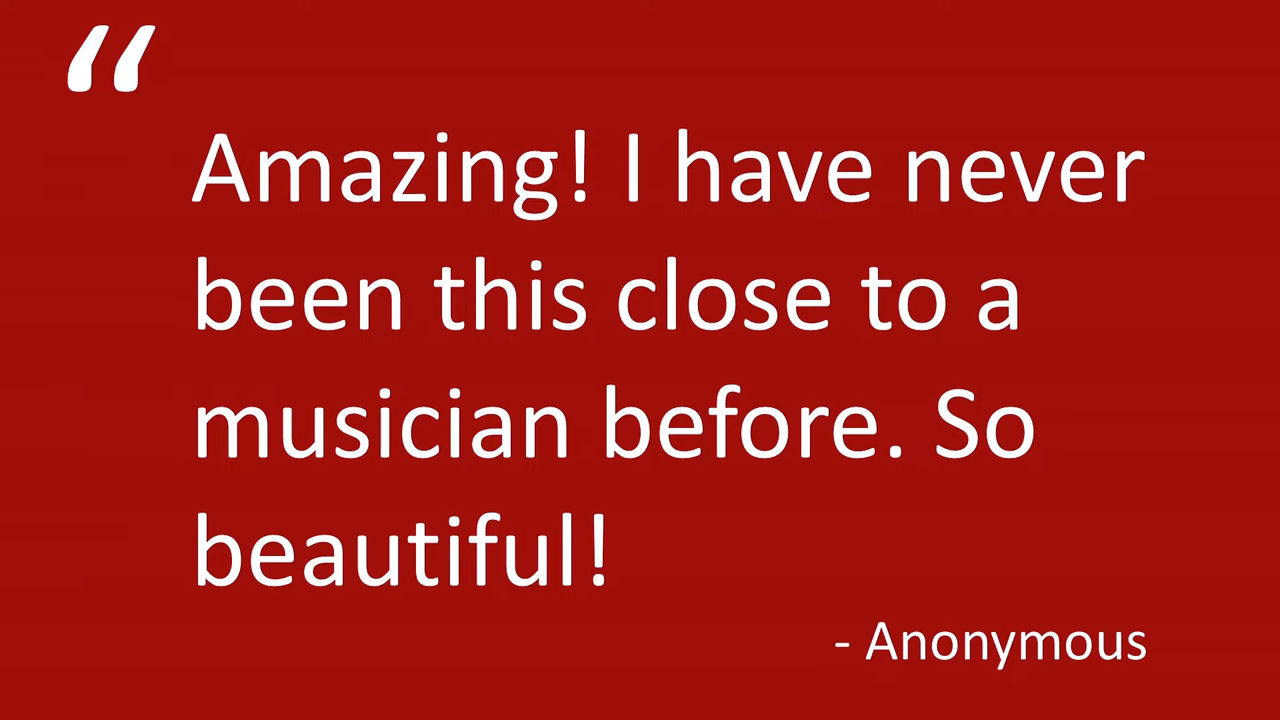 “
Amazing! I have never
been this close to a
musician before. So
beautiful!
- Anonymous